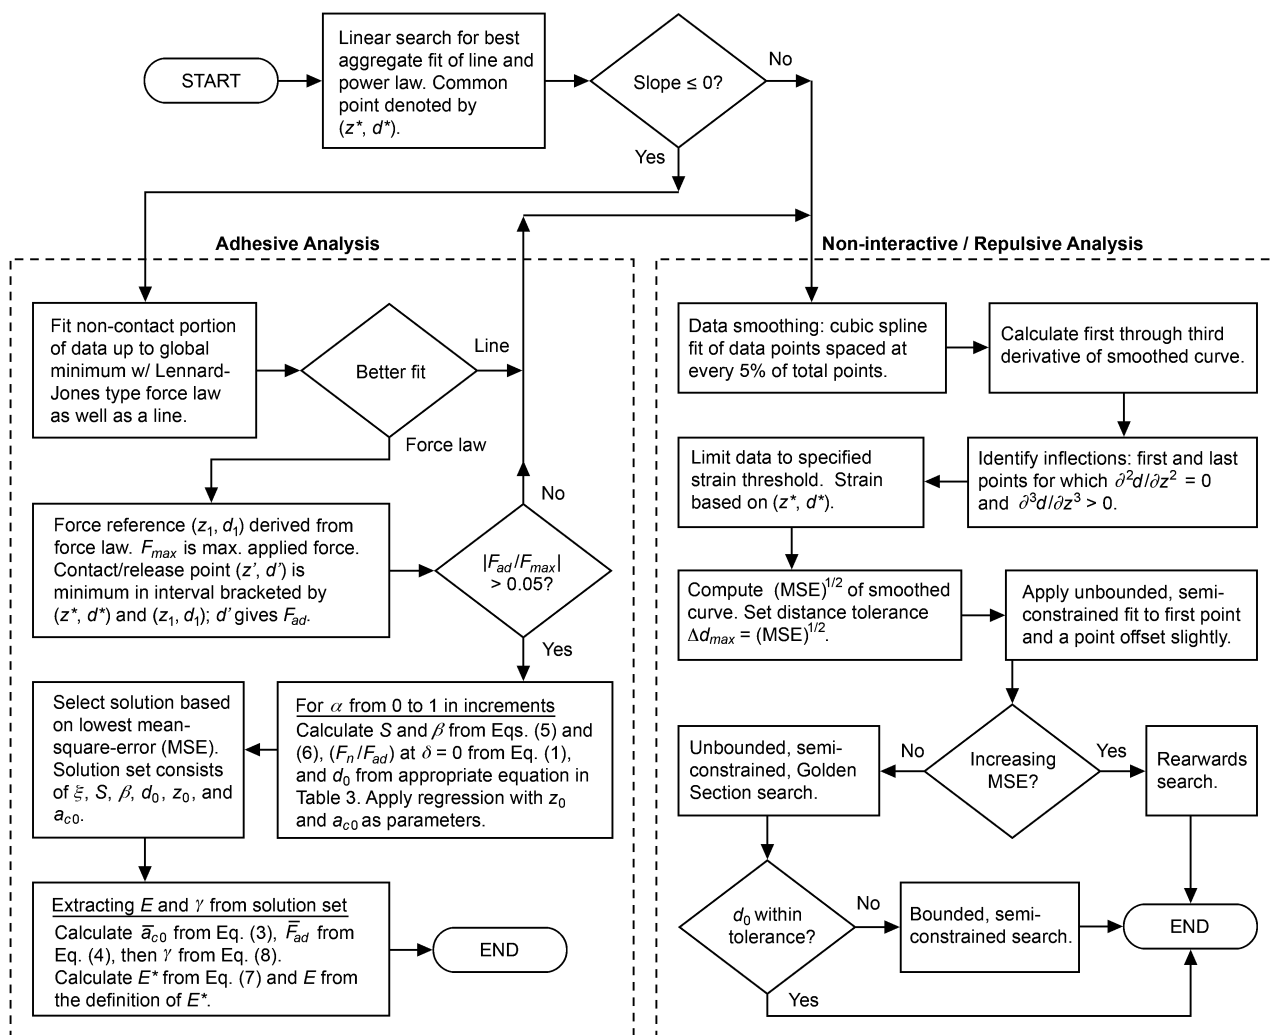 START
Linear search for best
aggregate fit of line and
power law. Common
point denoted by
(z*, d*).
Slope ≤ 0?
No
Yes
Adhesive Analysis
Fit non-contact portion
of data up to global
minimum w/ Lennard-
Jones type force law
as well as a line.
Better fit
Line
Force law
Force reference (z₁, d₁) derived from
force law. F_max is max. applied force.
Contact/release point (z’, d’) is
minimum in interval bracketed by
(z*, d*) and (z₁, d₁); d’ gives F_ad.
|F_ad/F_max|
> 0.05?
No
Yes
For α from 0 to 1 in increments
Calculate S and β from Eqs. (5) and
(6), (F_n/F_ad) at δ = 0 from Eq. (1),
and d₀ from appropriate equation in
Table 3. Apply regression with z₀
and a_c0 as parameters.
Select solution based
on lowest mean-
square-error (MSE).
Solution set consists
of ξ, S, β, d₀, z₀, and
a_c0.
Extracting E and γ from solution set
Calculate a̅_c0 from Eq. (3), F̅_ad from
Eq. (4), then γ from Eq. (8).
Calculate E* from Eq. (7) and E from
the definition of E*.
END
Non-interactive / Repulsive Analysis
Data smoothing: cubic spline
fit of data points spaced at
every 5% of total points.
Calculate first through third
derivative of smoothed curve.
Identify inflections: first and last
points for which ∂²d/∂z² = 0
and ∂³d/∂z³ > 0.
Limit data to specified
strain threshold. Strain
based on (z*, d*).
Compute (MSE)^1/2 of smoothed
curve. Set distance tolerance
Δd_max = (MSE)^1/2.
Apply unbounded, semi-
constrained fit to first point
and a point offset slightly.
Increasing
MSE?
No
Yes
Rearwards
search.
Unbounded, semi-
constrained, Golden
Section search.
d₀ within
tolerance?
No
Yes
Bounded, semi-
constrained search.
END